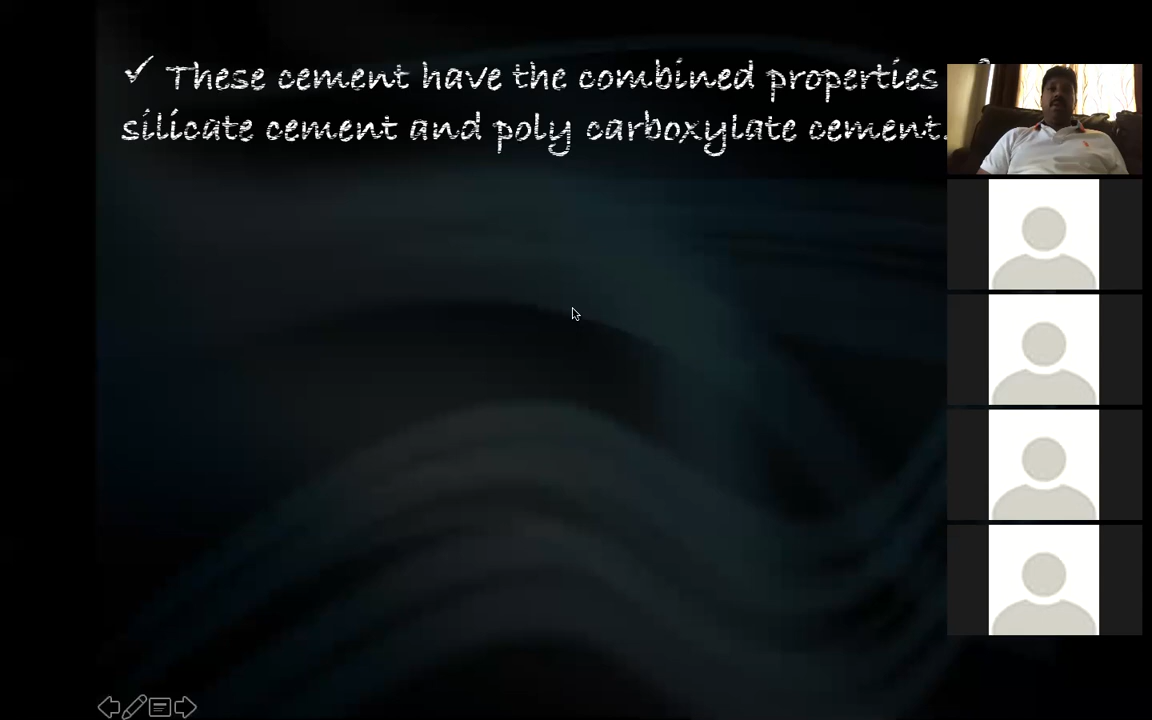 ✓ These cement have the combined properties
silicate cement and poly carboxylate cement.